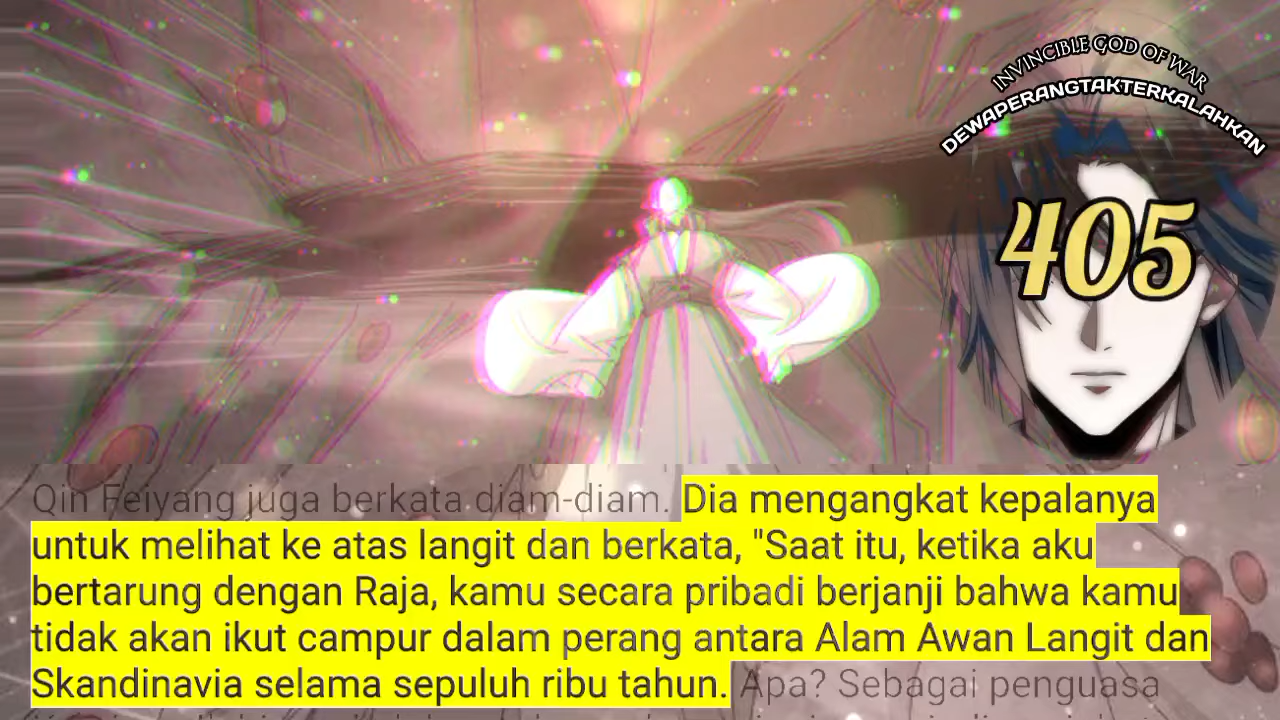 INVINCIBLE GOD OF WAR
DEWAPERANGTAKTERKALAHKAN
405
Qin Feiyang juga berkata diam-diam. Dia mengangkat kepalanya
untuk melihat ke atas langit dan berkata, "Saat itu, ketika aku
bertarung dengan Raja, kamu secara pribadi berjanji bahwa kamu
tidak akan ikut campur dalam perang antara Alam Awan Langit dan
Skandinavia selama sepuluh ribu tahun. Apa? Sebagai penguasa